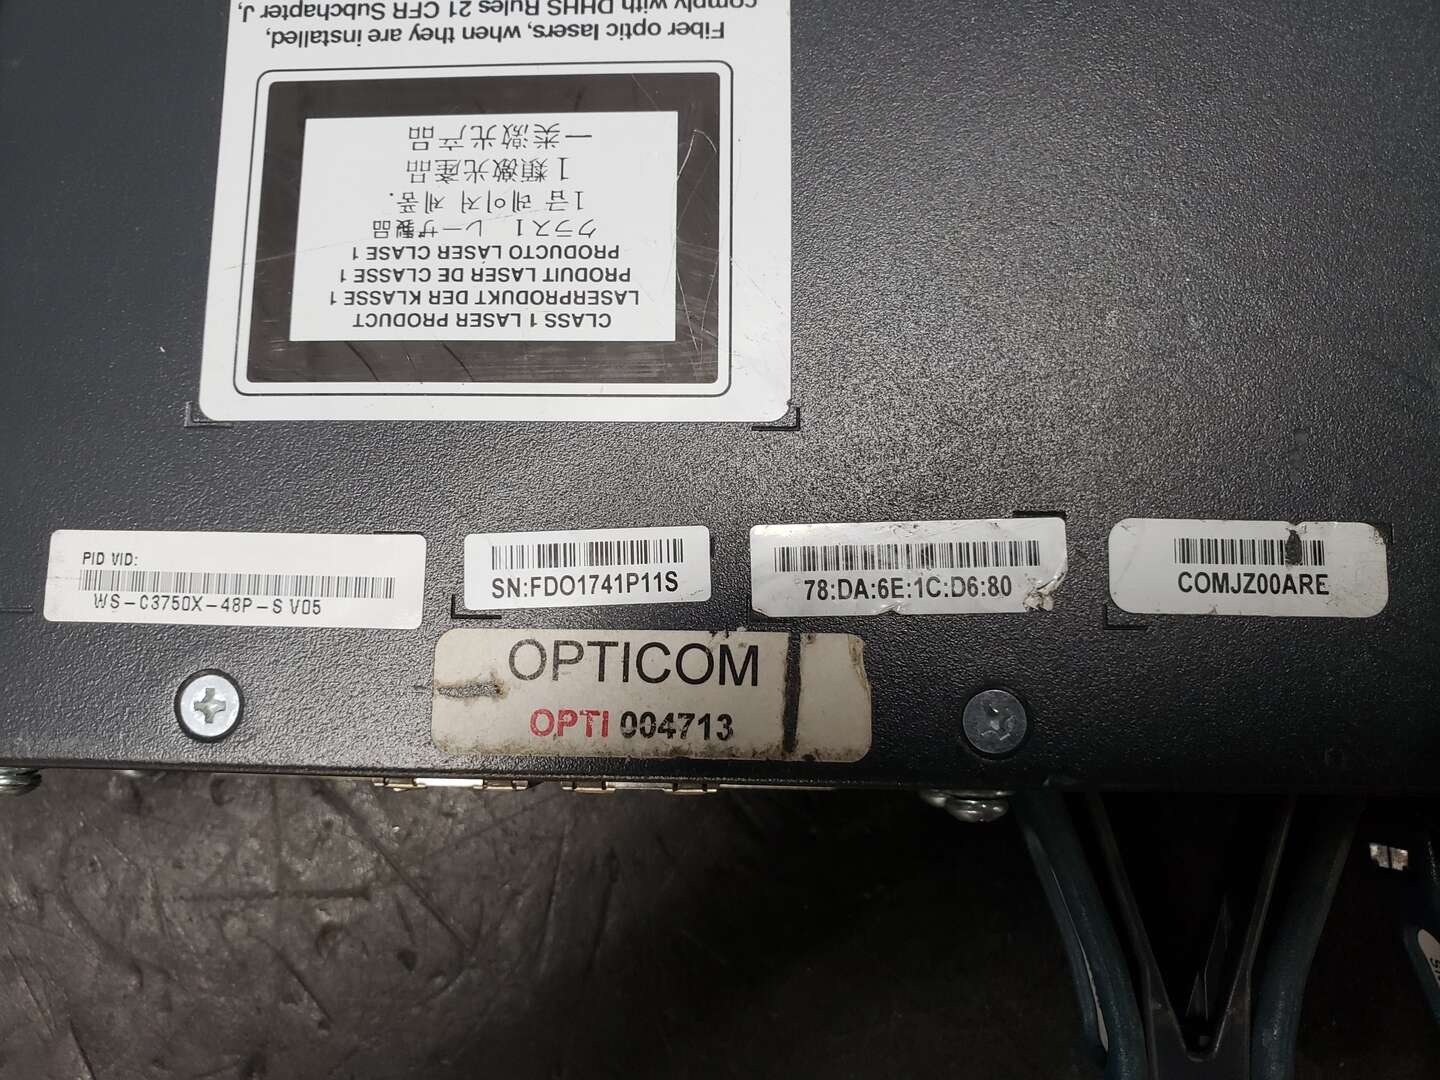 Fiber optic lasers, when they are installed,
comply with DHHS Rules 21 CFR Subchapter J,
CLASS 1 LASER PRODUCT
LASERPRODUKT DER KLASSE 1
PRODUIT LASER DE CLASSE 1
PRODUCTO LASER CLASE 1
クラス1 レーザ製品
1급 레이저 제품.
1類激光產品
一类激光产品
PID VID:
WS-C3750X-48P-S V05
SN:FDO1741P11S
78:DA:6E:1C:D6:80
COMJZ00ARE
OPTICOM
OPTI 004713